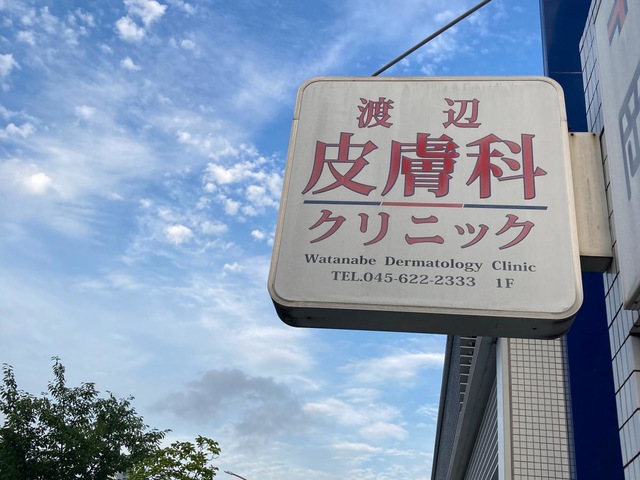 渡辺
皮膚科
クリニック
Watanabe Dermatology Clinic
TEL.045-622-2333 1F